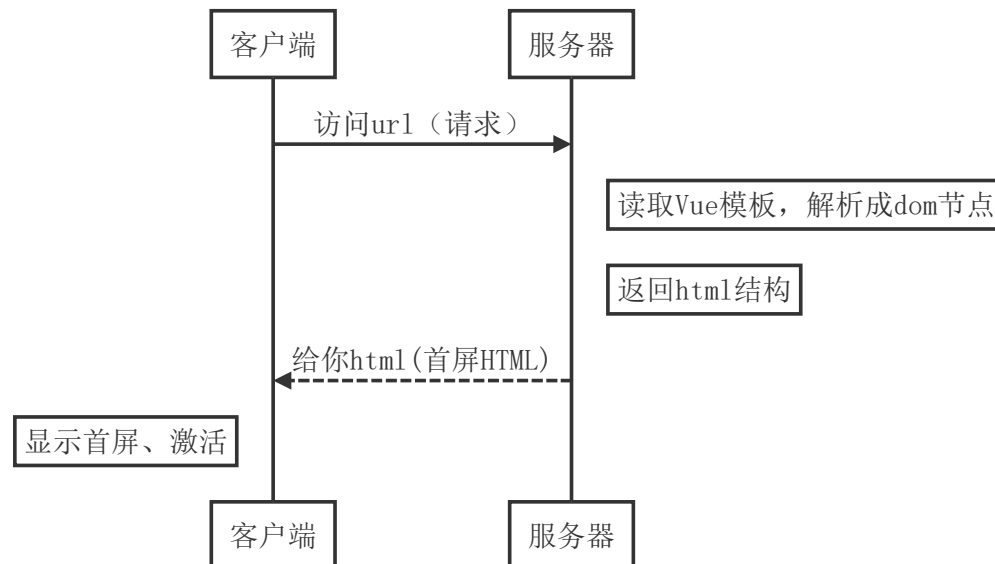 客户端
服务器
访问url（请求）
读取Vue模板，解析成dom节点
返回html结构
给你html(首屏HTML)
显示首屏、激活
客户端
服务器